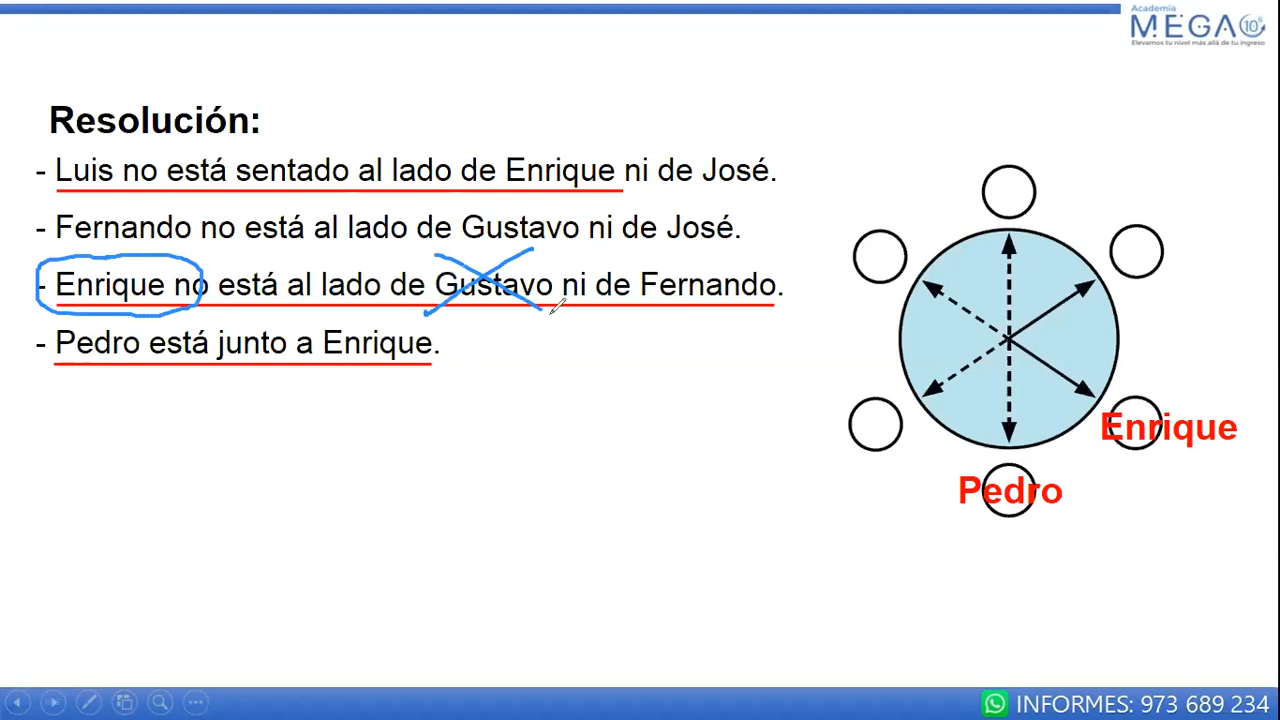 Academia
MEGA 10
Elevamos tu nivel más allá de tu ingreso
Resolución:
- Luis no está sentado al lado de Enrique ni de José.
- Fernando no está al lado de Gustavo ni de José.
- Enrique no está al lado de Gustavo ni de Fernando.
- Pedro está junto a Enrique.
Enrique
Pedro
INFORMES: 973 689 234